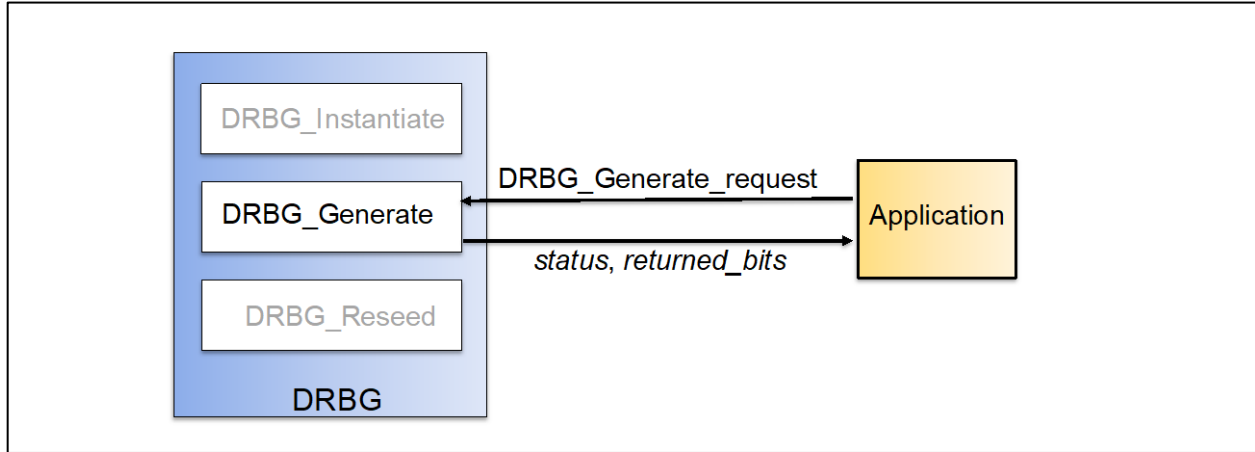 DRBG_Instantiate
DRBG_Generate_request
DRBG_Generate
Application
status, returned_bits
DRBG_Reseed
DRBG